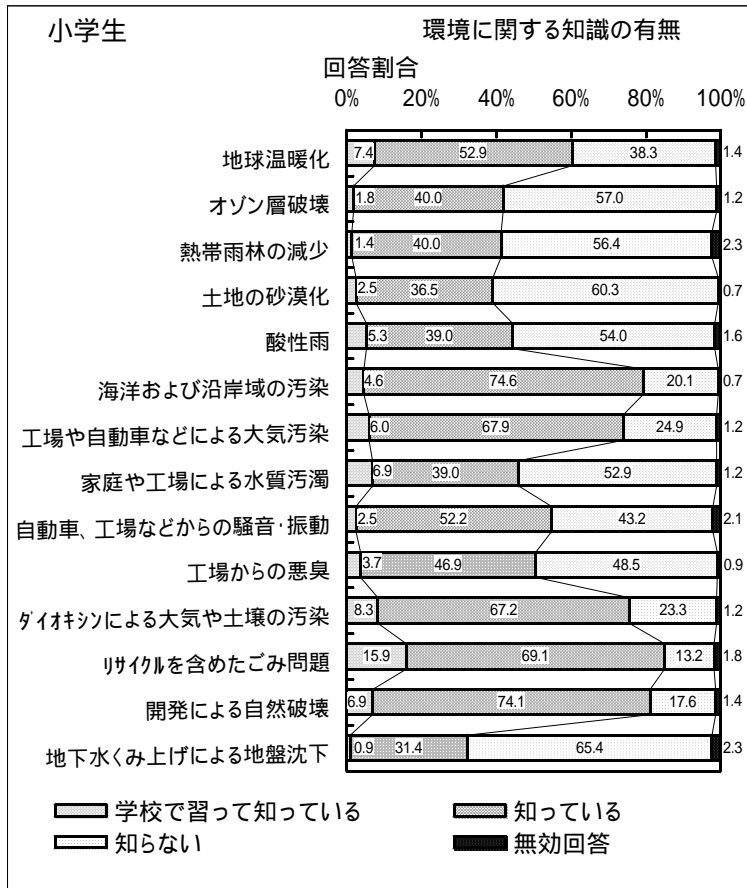 小学生 環境に関する知識の有無
回答割合
0% 20% 40% 60% 80% 100%
地球温暖化 7.4 52.9 38.3 1.4
オゾン層破壊 1.8 40.0 57.0 1.2
熱帯雨林の減少 1.4 40.0 56.4 2.3
土地の砂漠化 2.5 36.5 60.3 0.7
酸性雨 5.3 39.0 54.0 1.6
海洋および沿岸域の汚染 4.6 74.6 20.1 0.7
工場や自動車などによる大気汚染 6.0 67.9 24.9 1.2
家庭や工場による水質汚濁 6.9 39.0 52.9 1.2
自動車、工場などからの騒音・振動 2.5 52.2 43.2 2.1
工場からの悪臭 3.7 46.9 48.5 0.9
ダイオキシンによる大気や土壌の汚染 8.3 67.2 23.3 1.2
リサイクルを含めたごみ問題 15.9 69.1 13.2 1.8
開発による自然破壊 6.9 74.1 17.6 1.4
地下水くみ上げによる地盤沈下 0.9 31.4 65.4 2.3
学校で習って知っている 知っている
知らない 無効回答